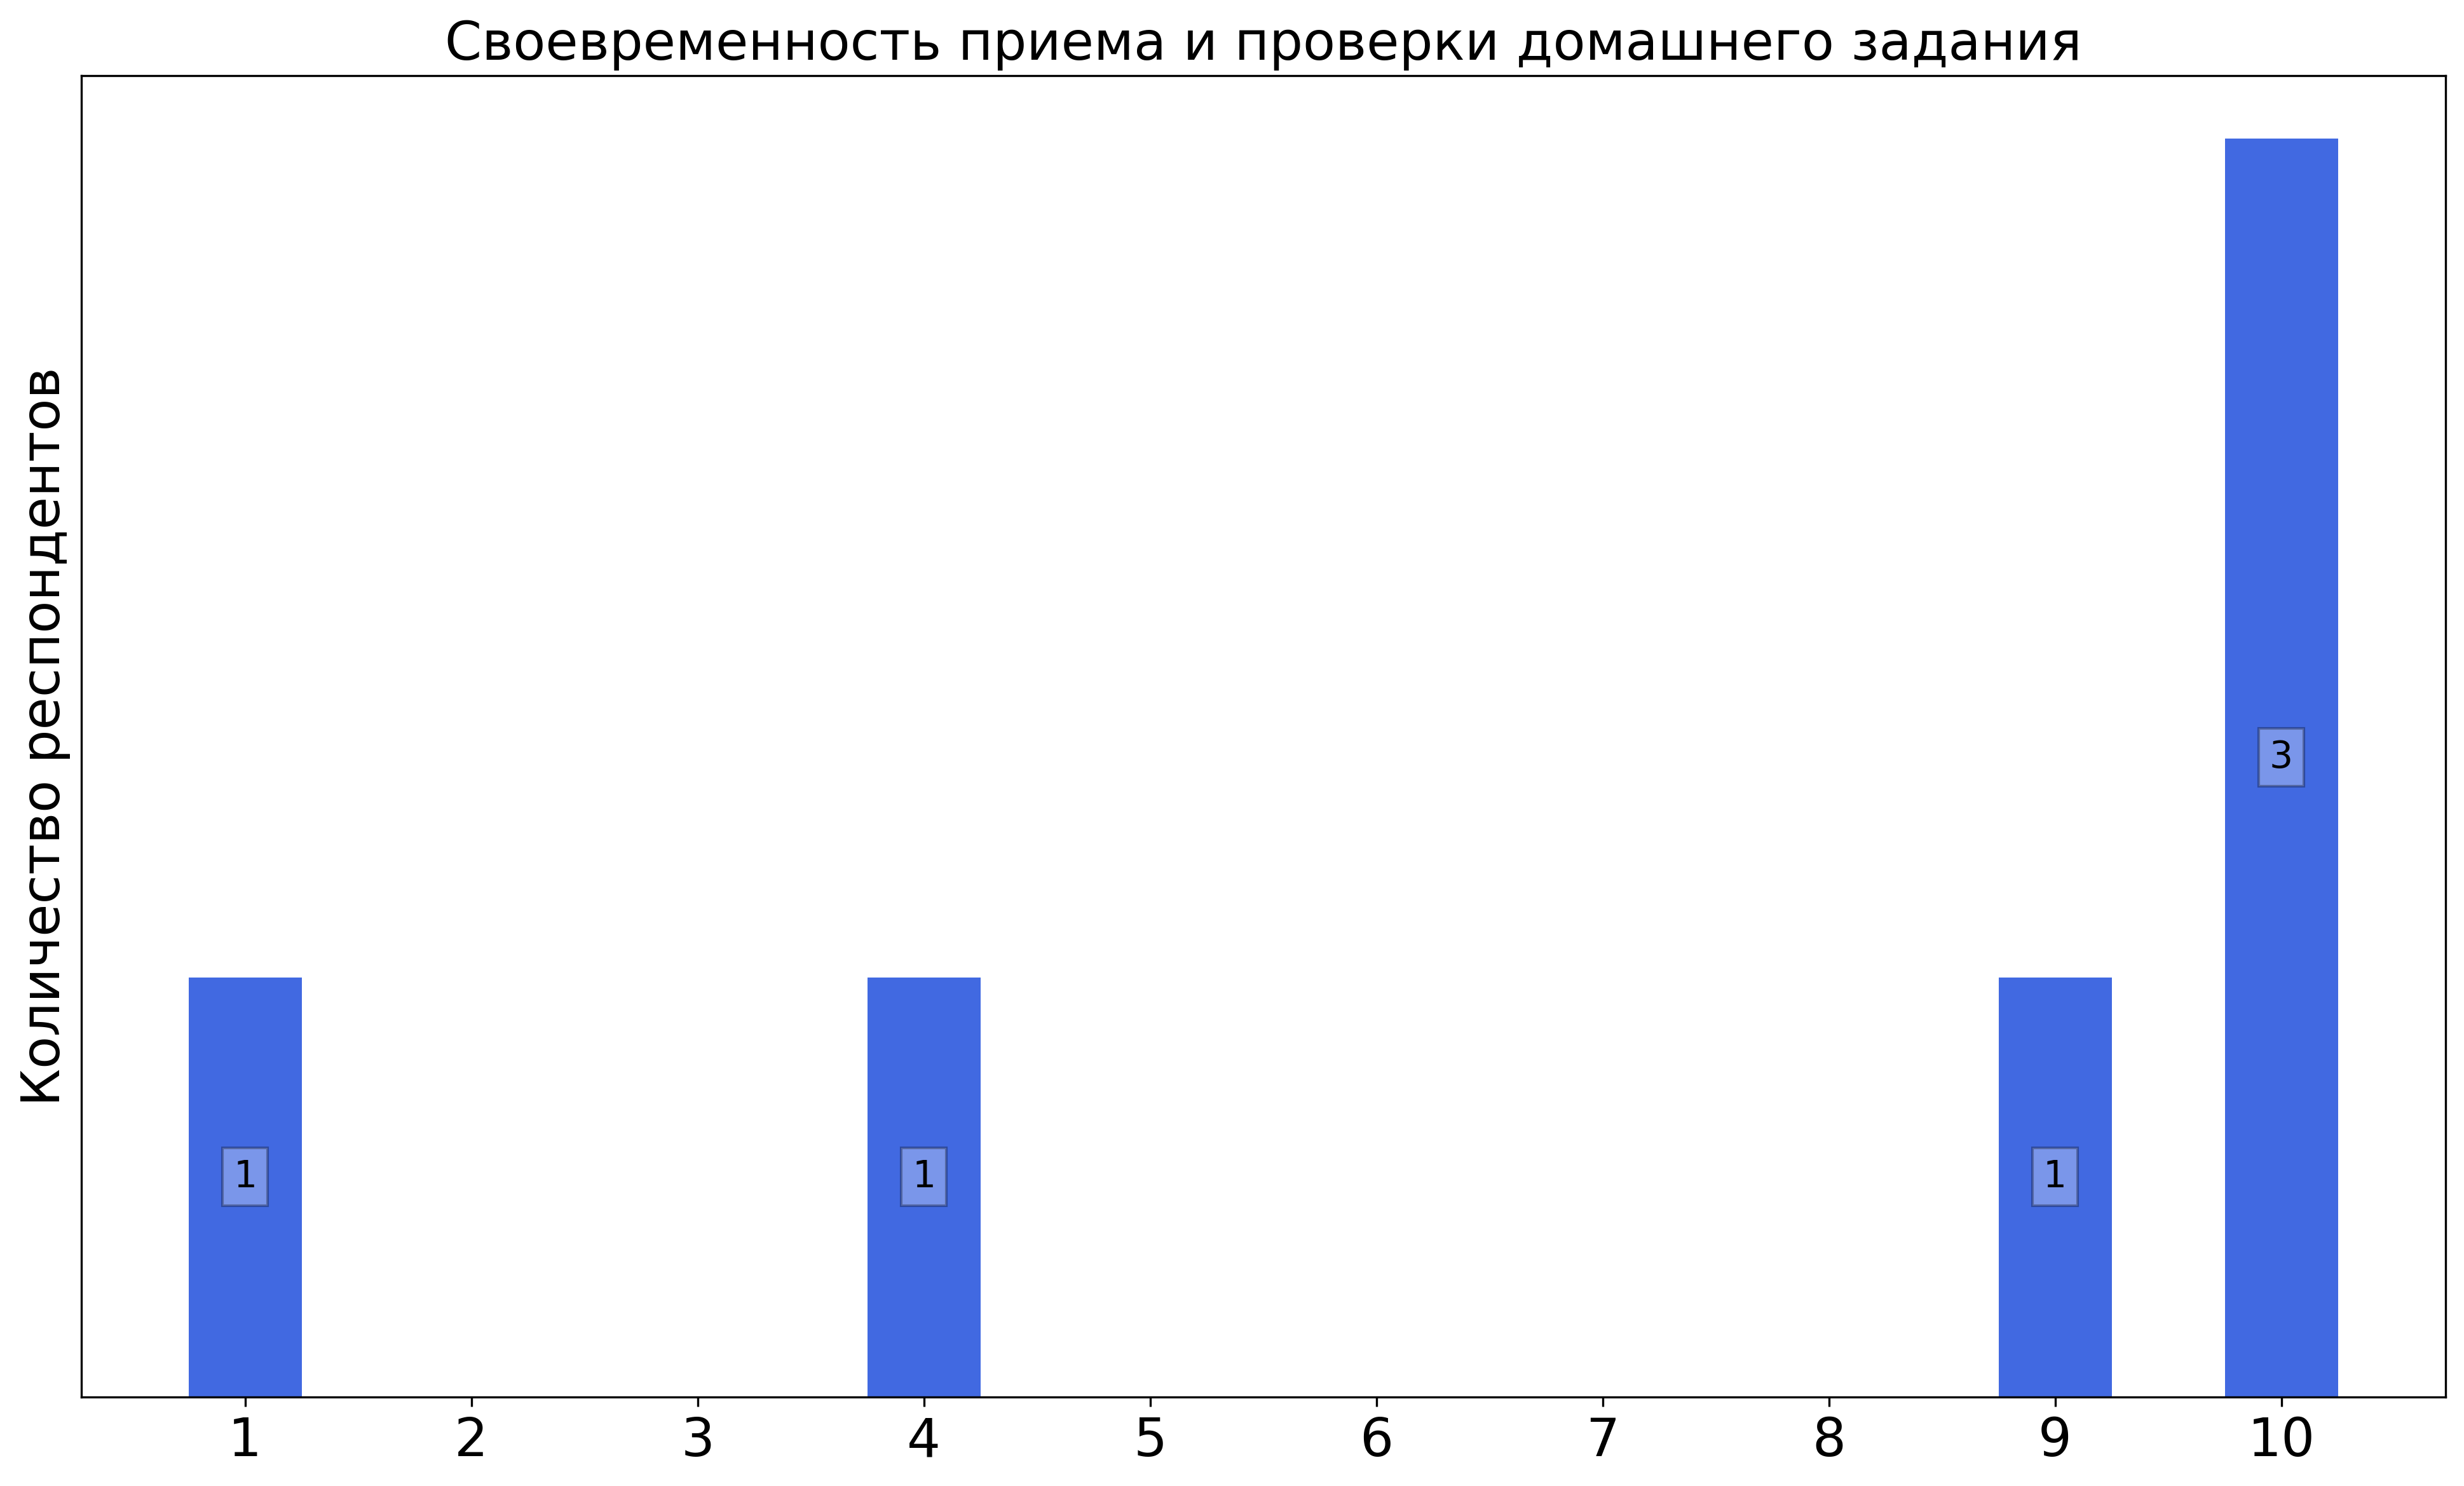 Своевременность приема и проверки домашнего задания
Количество респондентов
3
1 1 1
1 2 3 4 5 6 7 8 9 10